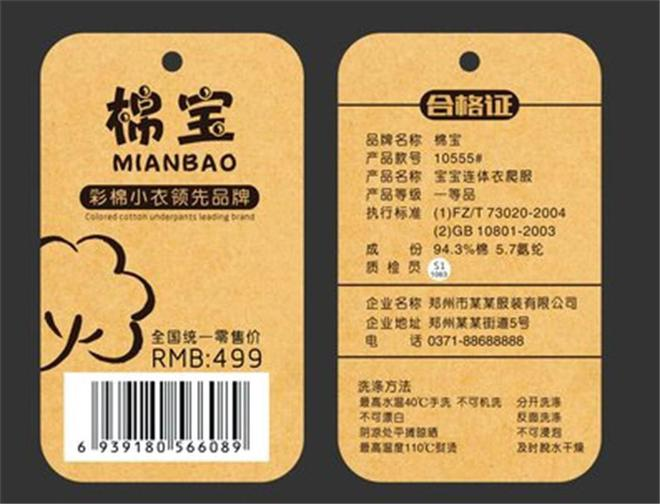 棉宝
MIANBAO
彩棉小衣领先品牌
Colored cotton underpants leading brand
全国统一零售价
RMB:499
6 939180 566089
合格证
品牌名称 棉宝
产品款号 10555#
产品名称 宝宝连体衣爬服
产品等级 一等品
执行标准 (1)FZ/T 73020-2004
(2)GB 10801-2003
成 份 94.3%棉 5.7氨纶
质 检 员 S1
1083
企业名称 郑州市某某服装有限公司
企业地址 郑州某某街道5号
电 话 0371-88688888
洗涤方法
最高水温40℃手洗 不可机洗 分开洗涤
不可漂白 反面洗涤
阴凉处平摊晾晒 不可浸泡
最高温度110℃熨烫 及时脱水干燥